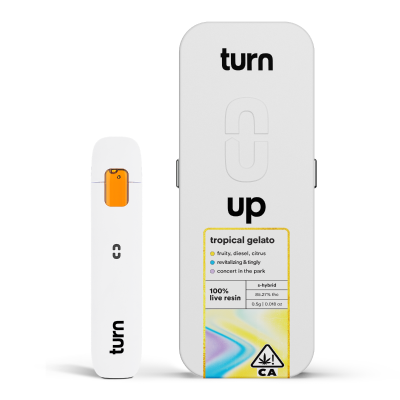 turn
up
tropical gelato
fruity, diesel, citrus
revitalizing & tingly
concert in the park
100%
live resin
s-hybrid
0.5g | 0.018 oz
CA
turn